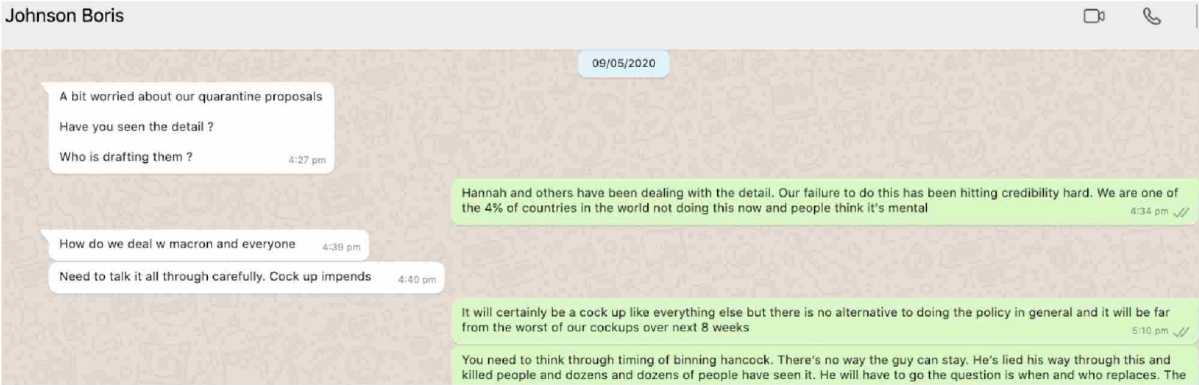 Johnson Boris
09/05/2020
A bit worried about our quarantine proposals
Have you seen the detail ?
Who is drafting them ?
4:27 pm
Hannah and others have been dealing with the detail. Our failure to do this has been hitting credibility hard. We are one of
the 4% of countries in the world not doing this now and people think it's mental
4:34 pm
How do we deal w macron and everyone
4:39 pm
Need to talk it all through carefully. Cock up impends
4:40 pm
It will certainly be a cock up like everything else but there is no alternative to doing the policy in general and it will be far
from the worst of our cockups over next 8 weeks
5:10 pm
You need to think through timing of binning hancock. There's no way the guy can stay. He's lied his way through this and
killed people and dozens and dozens of people have seen it. He will have to go the question is when and who replaces. The